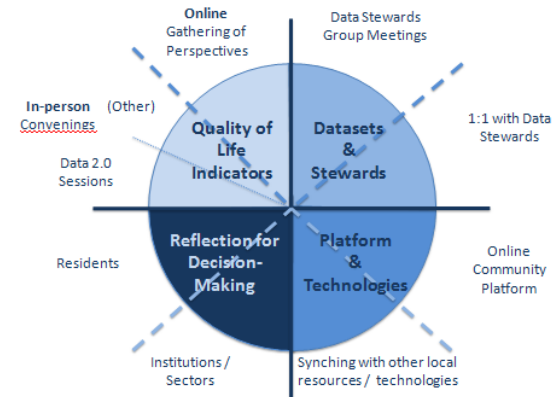 Online
Gathering of
Perspectives
Data Stewards
Group Meetings
In-person (Other)
Convenings
1:1 with Data
Stewards
Quality of
Life
Indicators
Datasets
&
Stewards
Data 2.0
Sessions
Residents
Reflection for
Decision-
Making
Platform
&
Technologies
Online
Community
Platform
Institutions /
Sectors
Synching with other local
resources / technologies